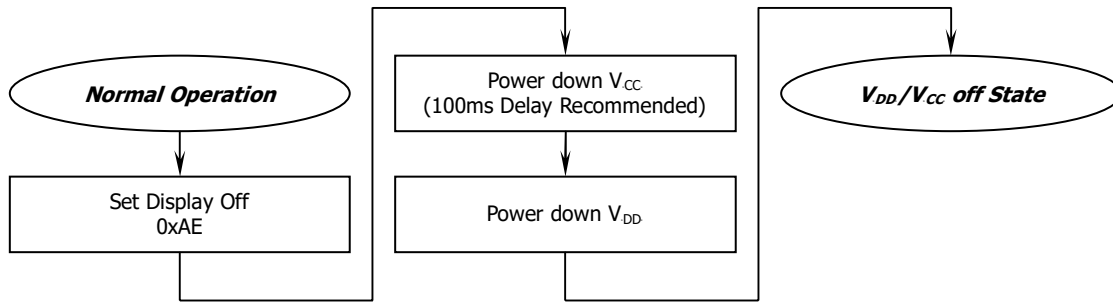 Normal Operation
Set Display Off
0xAE
Power down VCC
(100ms Delay Recommended)
Power down VDD
VDD/VCC off State